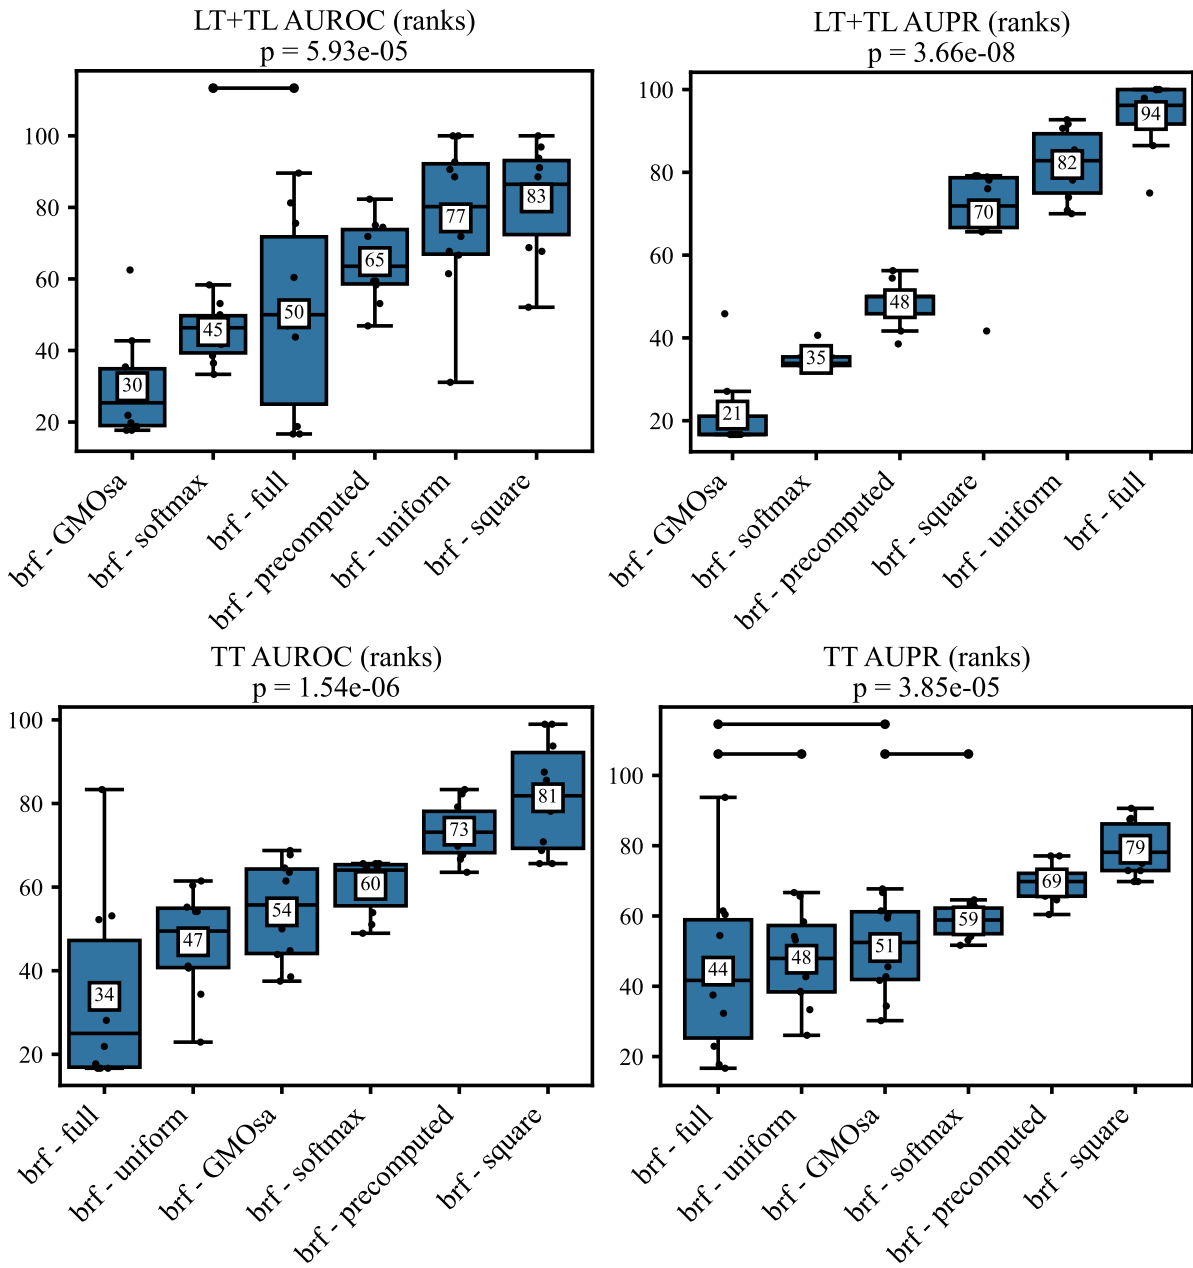 LT+TL AUROC (ranks)
p = 5.93e-05
100
80
60
40
20
30
45
50
65
77
83
brf - GMOsa
brf - softmax
brf - full
brf - precomputed
brf - uniform
brf - square
LT+TL AUPR (ranks)
p = 3.66e-08
100
80
60
40
20
21
35
48
70
82
94
brf - GMOsa
brf - softmax
brf - precomputed
brf - square
brf - uniform
brf - full
TT AUROC (ranks)
p = 1.54e-06
100
80
60
40
20
34
47
54
60
73
81
brf - full
brf - uniform
brf - GMOsa
brf - softmax
brf - precomputed
brf - square
TT AUPR (ranks)
p = 3.85e-05
100
80
60
40
20
44
48
51
59
69
79
brf - full
brf - uniform
brf - GMOsa
brf - softmax
brf - precomputed
brf - square